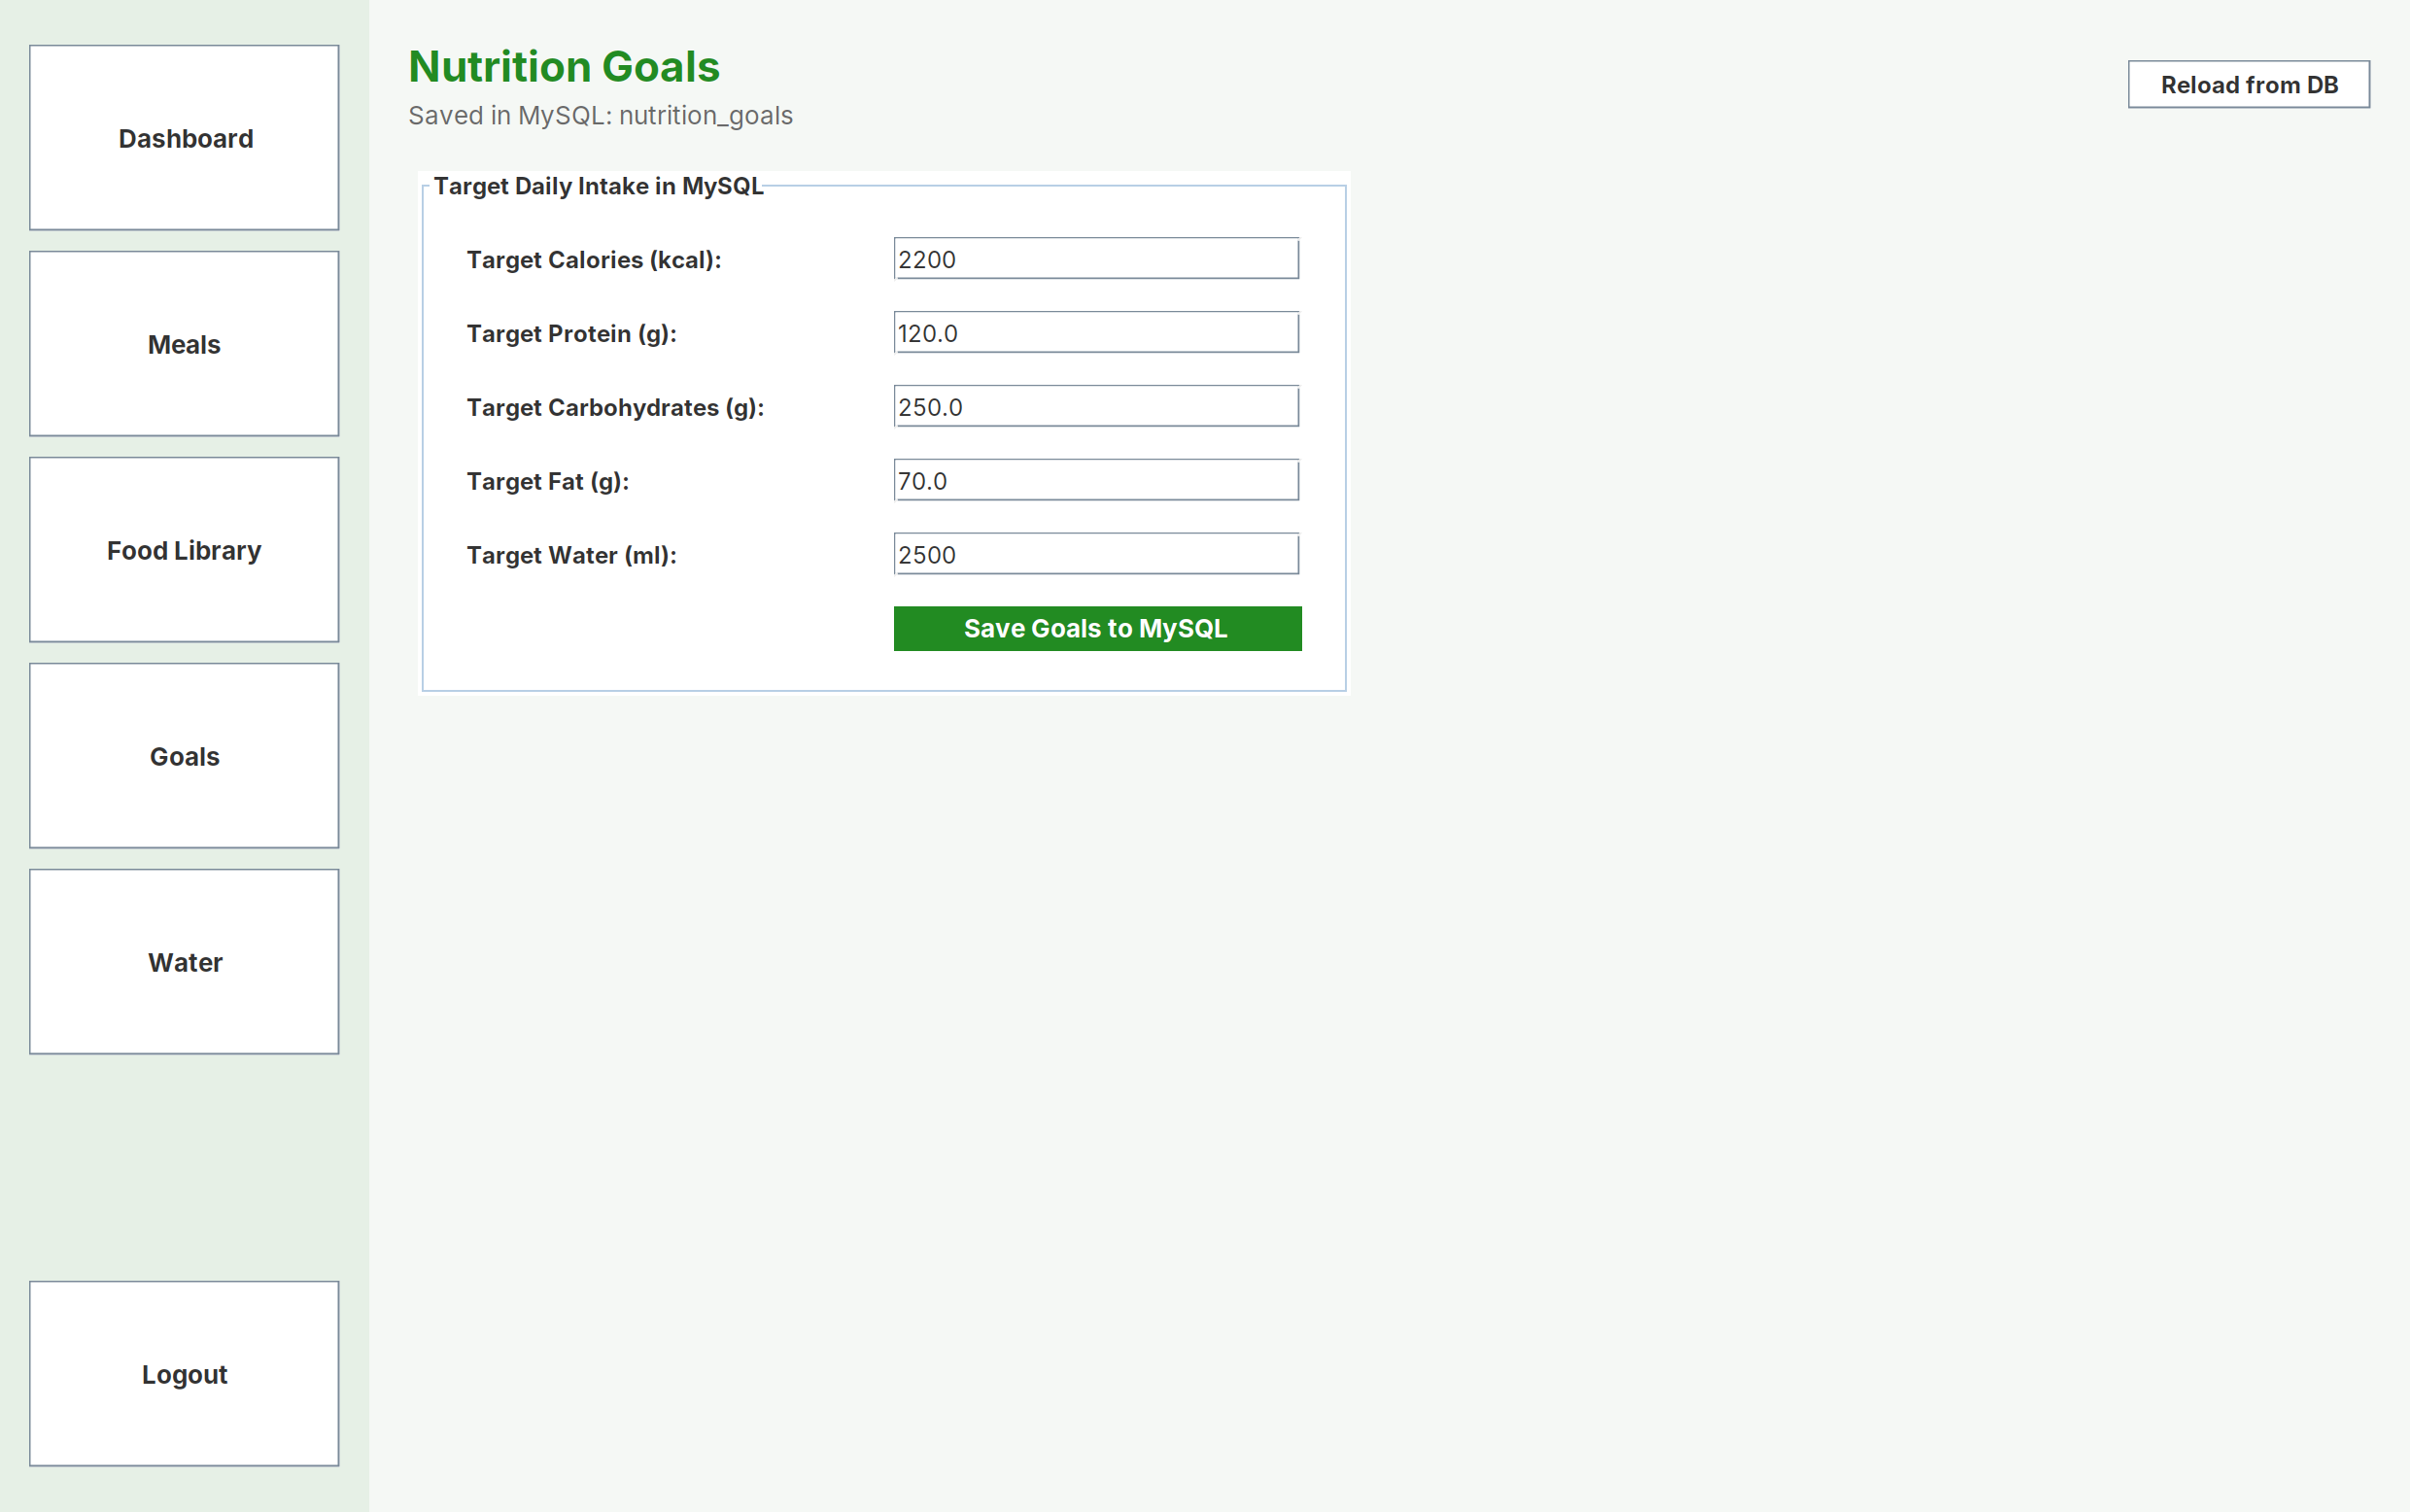 Dashboard
Meals
Food Library
Goals
Water
Logout
Nutrition Goals
Saved in MySQL: nutrition_goals
Reload from DB
Target Daily Intake in MySQL
Target Calories (kcal): 2200
Target Protein (g): 120.0
Target Carbohydrates (g): 250.0
Target Fat (g): 70.0
Target Water (ml): 2500
Save Goals to MySQL